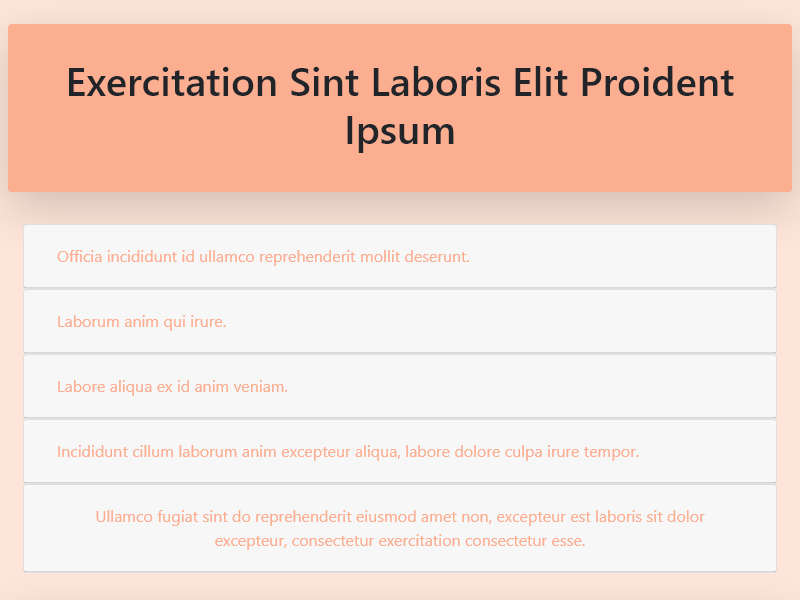 Exercitation Sint Laboris Elit Proident
Ipsum
Officia incididunt id ullamco reprehenderit mollit deserunt.
Laborum anim qui irure.
Labore aliqua ex id anim veniam.
Incididunt cillum laborum anim excepteur aliqua, labore dolore culpa irure tempor.
Ullamco fugiat sint do reprehenderit eiusmod amet non, excepteur est laboris sit dolor
excepteur, consectetur exercitation consectetur esse.